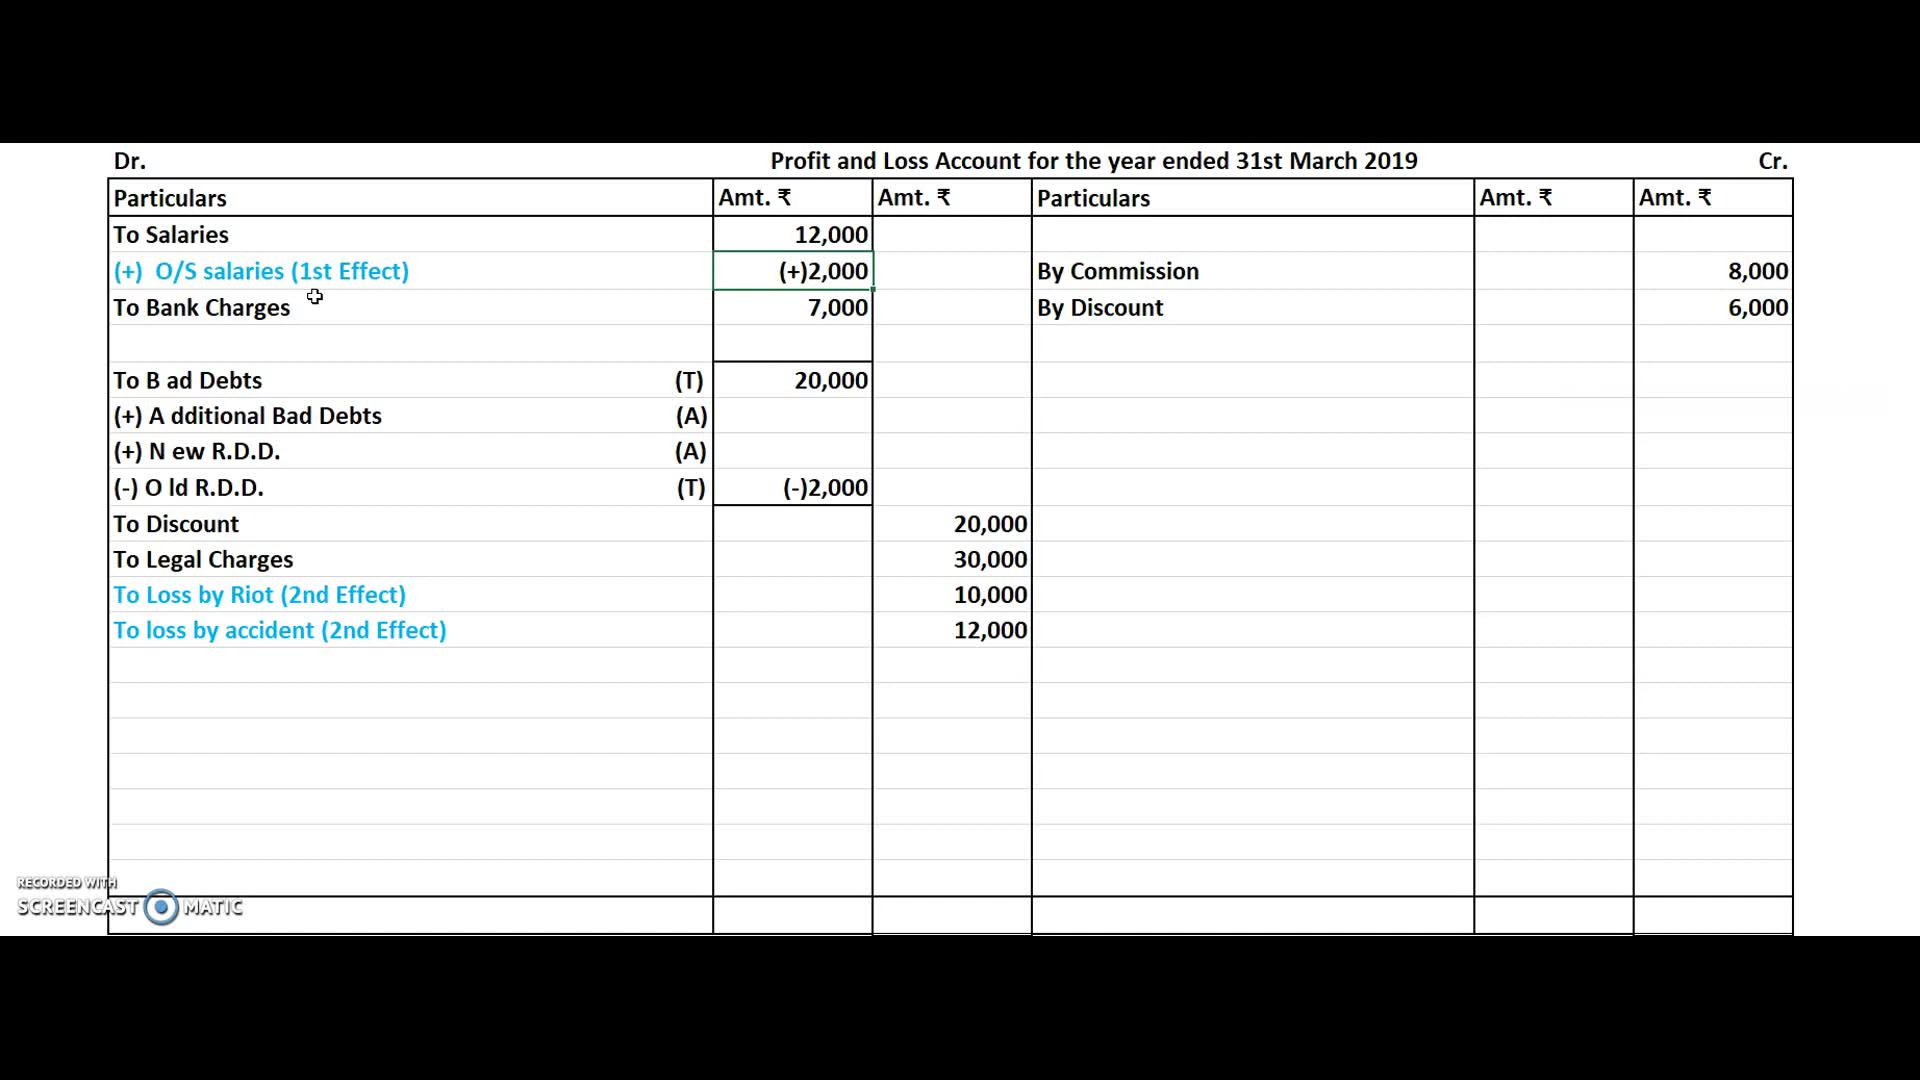 Dr. Profit and Loss Account for the year ended 31st March 2019 Cr.
Particulars Amt. ₹ Amt. ₹ Particulars Amt. ₹ Amt. ₹
To Salaries 12,000
(+) O/S salaries (1st Effect) (+)2,000 By Commission 8,000
To Bank Charges 7,000 By Discount 6,000
To B ad Debts (T) 20,000
(+) A dditional Bad Debts (A)
(+) N ew R.D.D. (A)
(-) O ld R.D.D. (T) (-)2,000
To Discount 20,000
To Legal Charges 30,000
To Loss by Riot (2nd Effect) 10,000
To loss by accident (2nd Effect) 12,000
RECORDED WITH
SCREENCAST MATIC